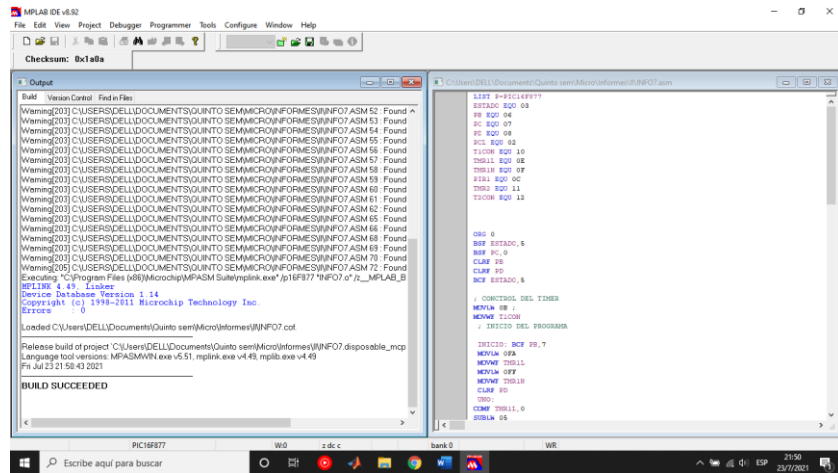 MPLAB IDE v8.92
File Edit View Project Debugger Programmer Tools Configure Window Help
Checksum: 0x1a0a
Output
Build Version Control Find in Files
Warning[203] C:\USERS\DELL\DOCUMENTS\QUINTO SEM\MICRO\INFORMES\II\INFO7.ASM 52 : Found
Warning[203] C:\USERS\DELL\DOCUMENTS\QUINTO SEM\MICRO\INFORMES\II\INFO7.ASM 53 : Found
Warning[203] C:\USERS\DELL\DOCUMENTS\QUINTO SEM\MICRO\INFORMES\II\INFO7.ASM 54 : Found
Warning[203] C:\USERS\DELL\DOCUMENTS\QUINTO SEM\MICRO\INFORMES\II\INFO7.ASM 55 : Found
Warning[203] C:\USERS\DELL\DOCUMENTS\QUINTO SEM\MICRO\INFORMES\II\INFO7.ASM 56 : Found
Warning[203] C:\USERS\DELL\DOCUMENTS\QUINTO SEM\MICRO\INFORMES\II\INFO7.ASM 57 : Found
Warning[203] C:\USERS\DELL\DOCUMENTS\QUINTO SEM\MICRO\INFORMES\II\INFO7.ASM 58 : Found
Warning[203] C:\USERS\DELL\DOCUMENTS\QUINTO SEM\MICRO\INFORMES\II\INFO7.ASM 59 : Found
Warning[203] C:\USERS\DELL\DOCUMENTS\QUINTO SEM\MICRO\INFORMES\II\INFO7.ASM 60 : Found
Warning[203] C:\USERS\DELL\DOCUMENTS\QUINTO SEM\MICRO\INFORMES\II\INFO7.ASM 61 : Found
Warning[203] C:\USERS\DELL\DOCUMENTS\QUINTO SEM\MICRO\INFORMES\II\INFO7.ASM 62 : Found
Warning[203] C:\USERS\DELL\DOCUMENTS\QUINTO SEM\MICRO\INFORMES\II\INFO7.ASM 65 : Found
Warning[203] C:\USERS\DELL\DOCUMENTS\QUINTO SEM\MICRO\INFORMES\II\INFO7.ASM 66 : Found
Warning[203] C:\USERS\DELL\DOCUMENTS\QUINTO SEM\MICRO\INFORMES\II\INFO7.ASM 68 : Found
Warning[203] C:\USERS\DELL\DOCUMENTS\QUINTO SEM\MICRO\INFORMES\II\INFO7.ASM 69 : Found
Warning[203] C:\USERS\DELL\DOCUMENTS\QUINTO SEM\MICRO\INFORMES\II\INFO7.ASM 70 : Found
Warning[205] C:\USERS\DELL\DOCUMENTS\QUINTO SEM\MICRO\INFORMES\II\INFO7.ASM 72 : Found
Executing: "C:\Program Files (x86)\Microchip\MPASM Suite\mplink.exe" /p16F877 "INFO7.o" /z__MPLAB_B
MPLINK 4.49, Linker
Device Database Version 1.14
Copyright (c) 1998-2011 Microchip Technology Inc.
Errors : 0
Loaded C:\Users\DELL\Documents\Quinto sem\Micro\Informes\II\INFO7.cof.
Release build of project 'C:\Users\DELL\Documents\Quinto sem\Micro\Informes\II\INFO7.disposable_mcp
Language tool versions: MPASMWIN.exe v5.51, mplink.exe v4.49, mplib.exe v4.49
Fri Jul 23 21:50:43 2021
BUILD SUCCEEDED
C:\Users\DELL\Documents\Quinto sem\Micro\Informes\II\INFO7.asm
LIST P=PIC16F877
ESTADO EQU 03
PB EQU 06
PC EQU 07
PD EQU 08
PCL EQU 02
T1CON EQU 10
TMR1L EQU 0E
TMR1H EQU 0F
PIR1 EQU 0C
TMR2 EQU 11
T2CON EQU 12
ORG 0
BSF ESTADO,5
BSF PC,0
CLRF PB
CLRF PD
BCF ESTADO,5
; CONCTROL DEL TIMER
MOVLW 0B ;
MOVWF T1CON
; INICIO DEL PROGRAMA
INICIO: BCF PB,7
MOVLW 0FA
MOVWF TMR1L
MOVLW 0FF
MOVWF TMR1H
CLRF PD
UNO:
COMF TMR1L,0
SUBLW 05
PIC16F877 W:0 z dc c bank 0 WR
Escribe aquí para buscar
ESP
21:50
23/7/2021